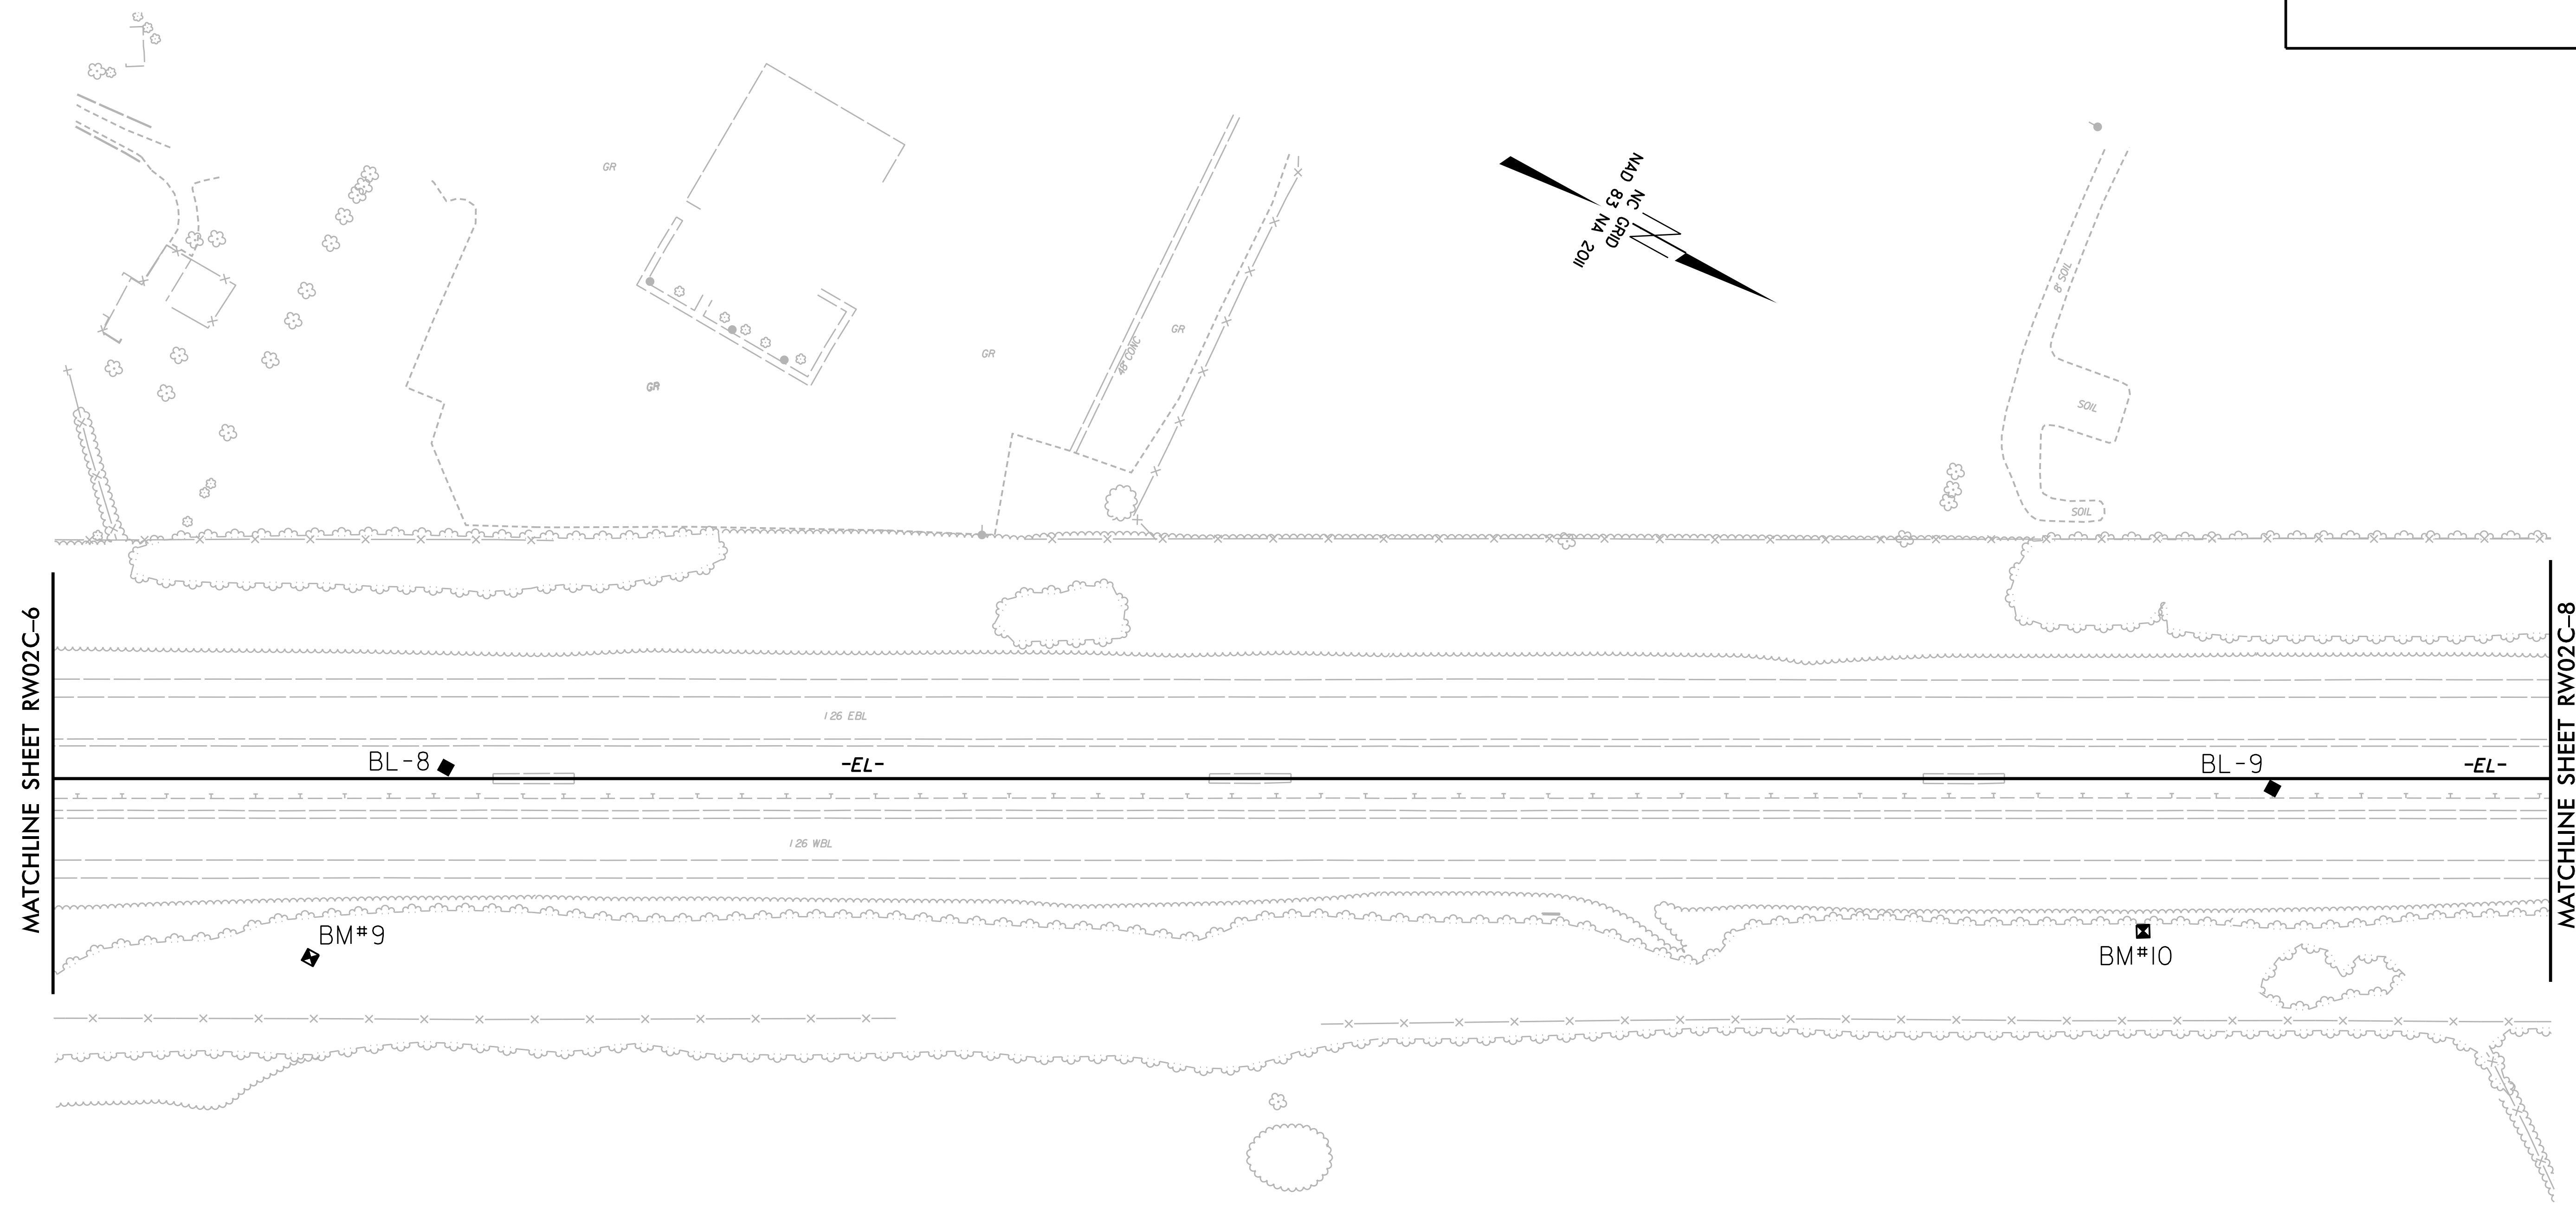 GR
NAD 83 NA 2011
NC GRID
8' SOIL
GR
48" CONC
GR
GR
SOIL
SOIL
MATCHLINE SHEET RW02C-6
MATCHLINE SHEET RW02C-8
I 26 EBL
BL-8
-EL-
BL-9
-EL-
I 26 WBL
BM#9
BM#10